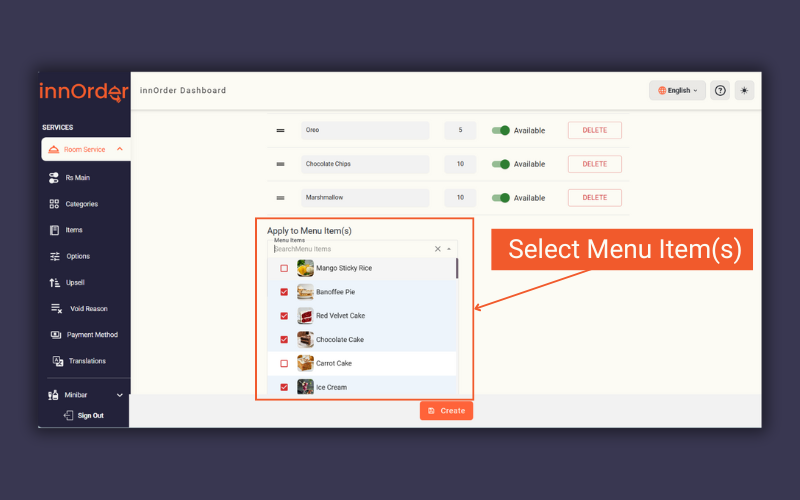 innOrder
innOrder Dashboard
English
SERVICES
Room Service
Rs Main
Categories
Items
Options
Upsell
Void Reason
Payment Method
Translations
Minibar
Sign Out
Oreo 5 Available DELETE
Chocolate Chips 10 Available DELETE
Marshmallow 10 Available DELETE
Apply to Menu Item(s)
Menu Items
SearchMenu Items
Mango Sticky Rice
Banoffee Pie
Red Velvet Cake
Chocolate Cake
Carrot Cake
Ice Cream
Create
Select Menu Item(s)